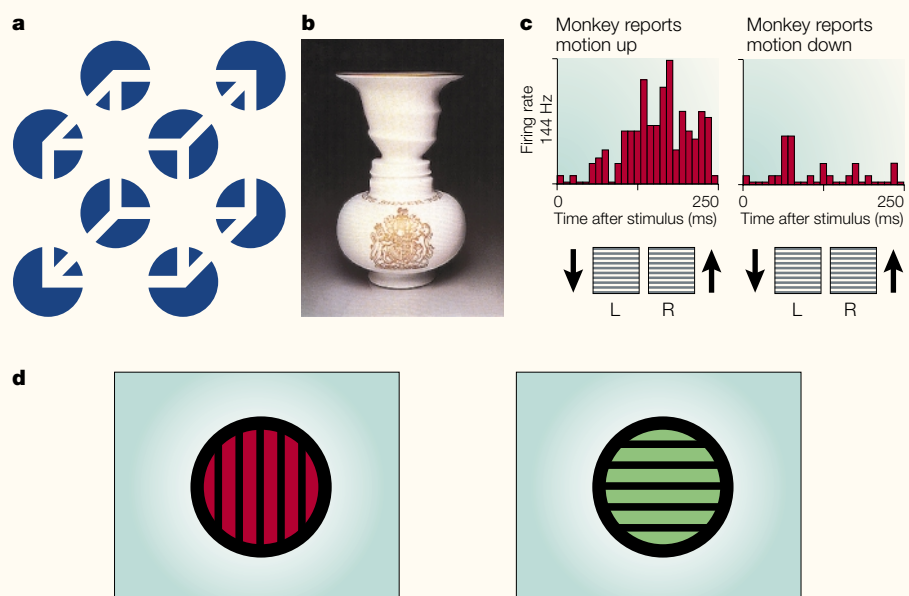 a
b
c
Monkey reports
motion up
Monkey reports
motion down
Firing rate
144 Hz
0
250
0
250
Time after stimulus (ms)
Time after stimulus (ms)
L
R
L
R
d